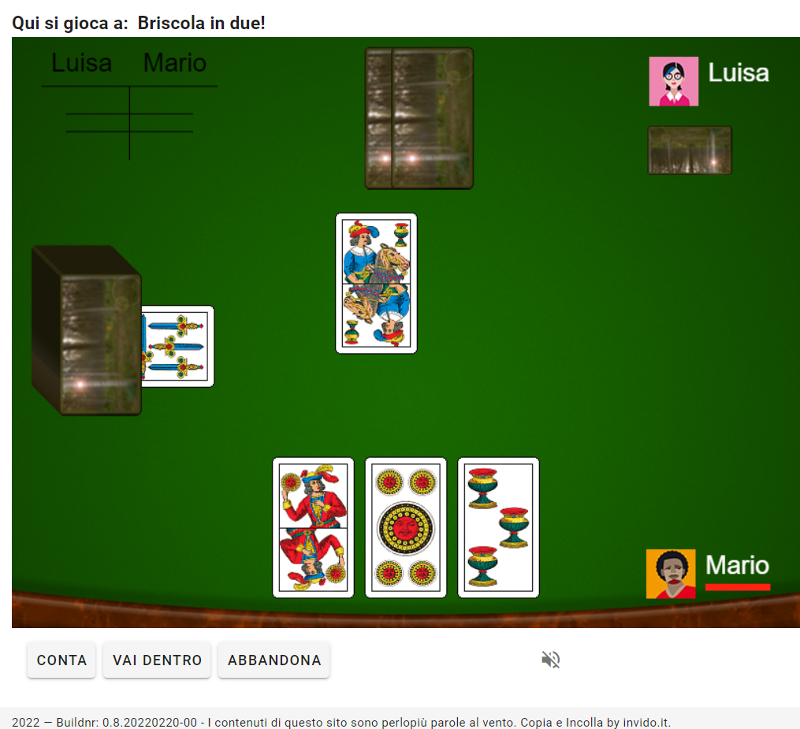 Qui si gioca a: Briscola in due!
Luisa Mario
Luisa
Mario
CONTA VAI DENTRO ABBANDONA
2022 — Buildnr: 0.8.20220220-00 - I contenuti di questo sito sono perlopiù parole al vento. Copia e Incolla by invido.it.